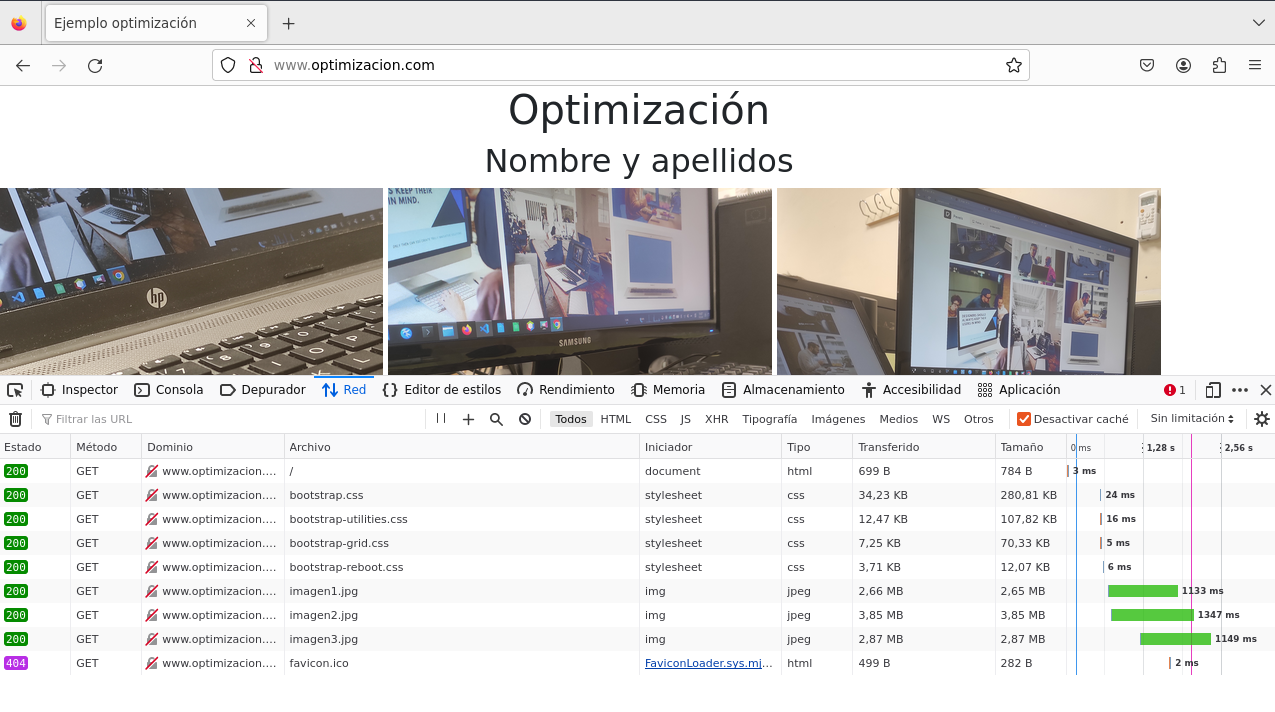 Ejemplo optimización
www.optimizacion.com
Optimización
Nombre y apellidos
S KEEP THEIR
IN MIND.
hp
SAMSUNG
Inspector Consola Depurador Red Editor de estilos Rendimiento Memoria Almacenamiento Accesibilidad Aplicación 1
Filtrar las URL Todos HTML CSS JS XHR Tipografía Imágenes Medios WS Otros Desactivar caché Sin limitación
Estado Método Dominio Archivo Iniciador Tipo Transferido Tamaño 0 ms 1,28 s 2,56 s
200 GET www.optimizacion.… / document html 699 B 784 B 3 ms
200 GET www.optimizacion.… bootstrap.css stylesheet css 34,23 KB 280,81 KB 24 ms
200 GET www.optimizacion.… bootstrap-utilities.css stylesheet css 12,47 KB 107,82 KB 16 ms
200 GET www.optimizacion.… bootstrap-grid.css stylesheet css 7,25 KB 70,33 KB 5 ms
200 GET www.optimizacion.… bootstrap-reboot.css stylesheet css 3,71 KB 12,07 KB 6 ms
200 GET www.optimizacion.… imagen1.jpg img jpeg 2,66 MB 2,65 MB 1133 ms
200 GET www.optimizacion.… imagen2.jpg img jpeg 3,85 MB 3,85 MB 1347 ms
200 GET www.optimizacion.… imagen3.jpg img jpeg 2,87 MB 2,87 MB 1149 ms
404 GET www.optimizacion.… favicon.ico FaviconLoader.sys.mj… html 499 B 282 B 2 ms